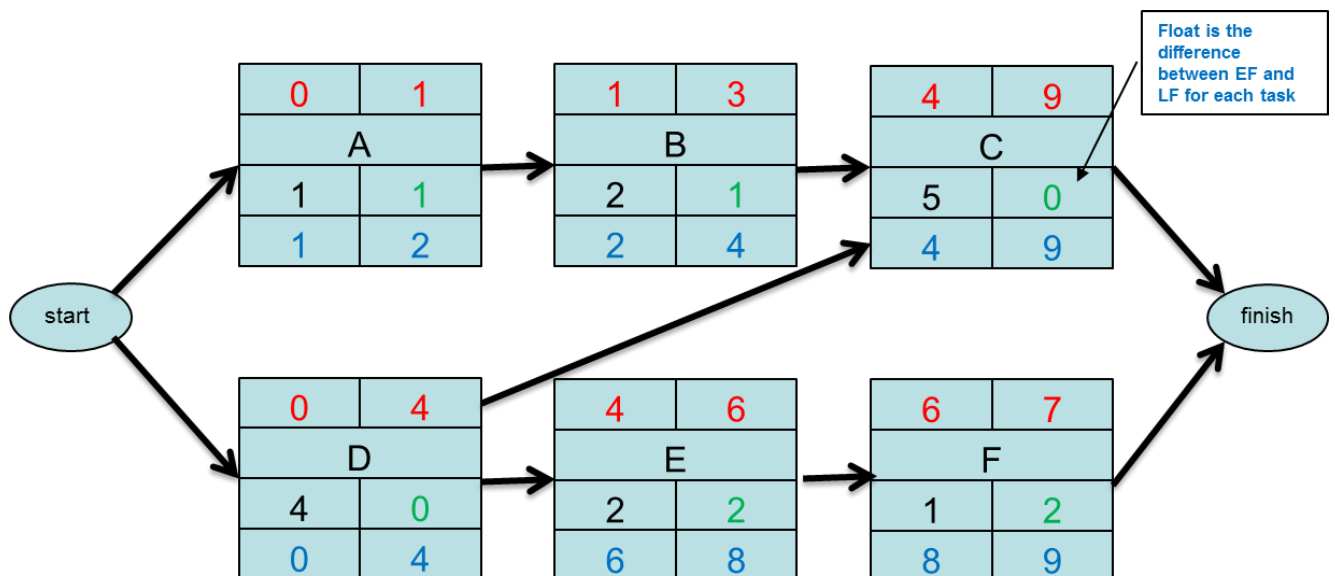 Float is the
difference
between EF and
LF for each task
0 1
A
1 1
1 2
1 3
B
2 1
2 4
4 9
C
5 0
4 9
start
finish
0 4
D
4 0
0 4
4 6
E
2 2
6 8
6 7
F
1 2
8 9